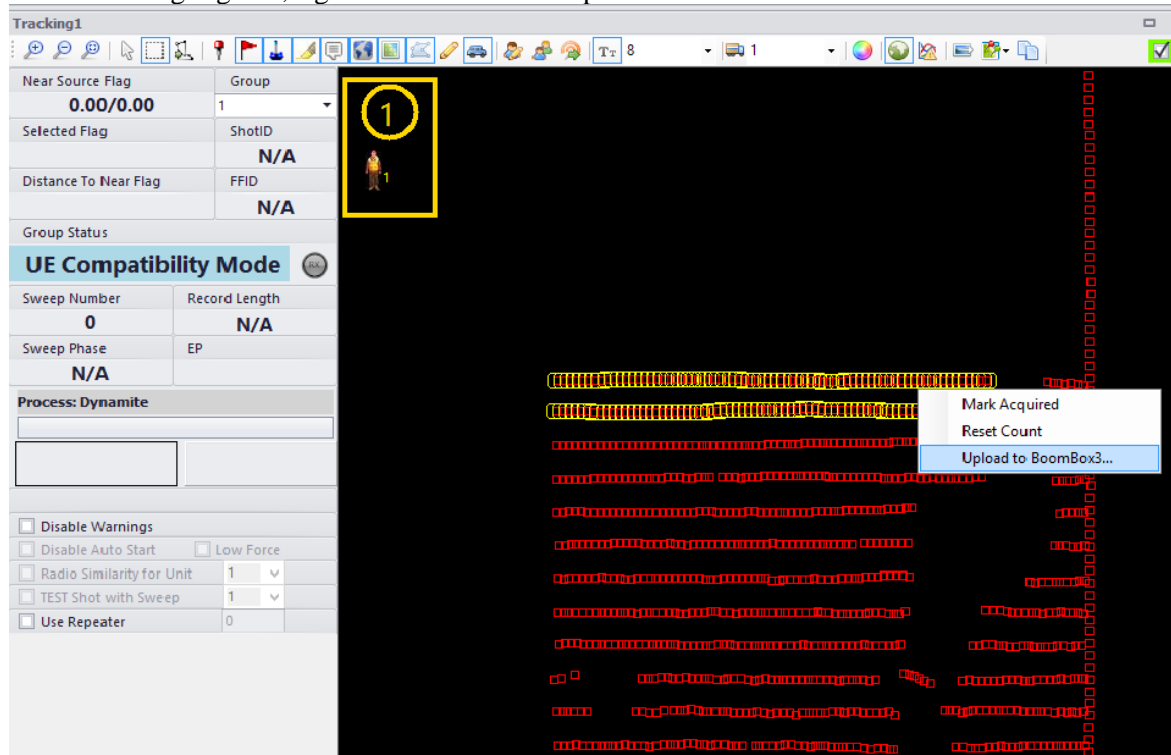 Tracking1
8 1
Near Source Flag Group
0.00/0.00 1
Selected Flag ShotID
N/A
Distance To Near Flag FFID
N/A
Group Status
UE Compatibility Mode RX
Sweep Number Record Length
0 N/A
Sweep Phase EP
N/A
Process: Dynamite
Disable Warnings
Disable Auto Start Low Force
Radio Similarity for Unit 1
TEST Shot with Sweep 1
Use Repeater 0
1
1
Mark Acquired
Reset Count
Upload to BoomBox3...